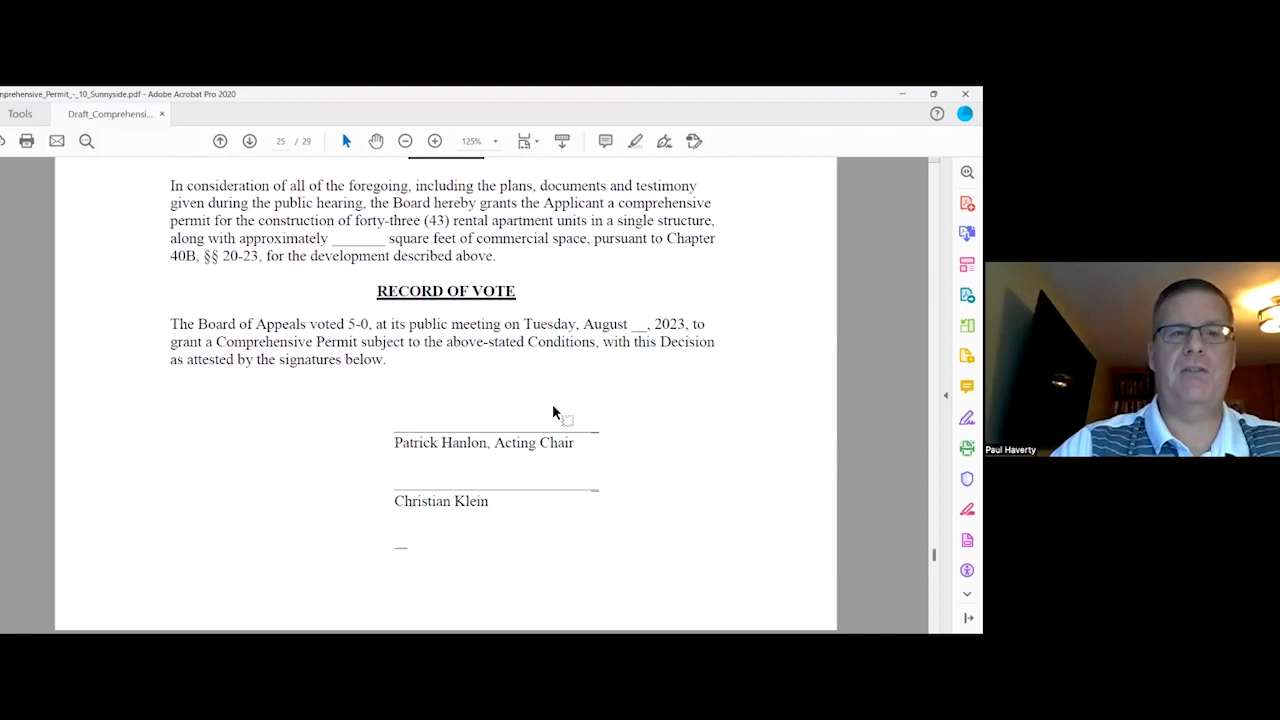 nprehensive_Permit_-_10_Sunnyside.pdf - Adobe Acrobat Pro 2020
Tools
Draft_Comprehensi... ×
25 / 29
125%
In consideration of all of the foregoing, including the plans, documents and testimony
given during the public hearing, the Board hereby grants the Applicant a comprehensive
permit for the construction of forty-three (43) rental apartment units in a single structure,
along with approximately _______ square feet of commercial space, pursuant to Chapter
40B, §§ 20-23, for the development described above.
RECORD OF VOTE
The Board of Appeals voted 5-0, at its public meeting on Tuesday, August __, 2023, to
grant a Comprehensive Permit subject to the above-stated Conditions, with this Decision
as attested by the signatures below.
Patrick Hanlon, Acting Chair
Christian Klein
Paul Haverty